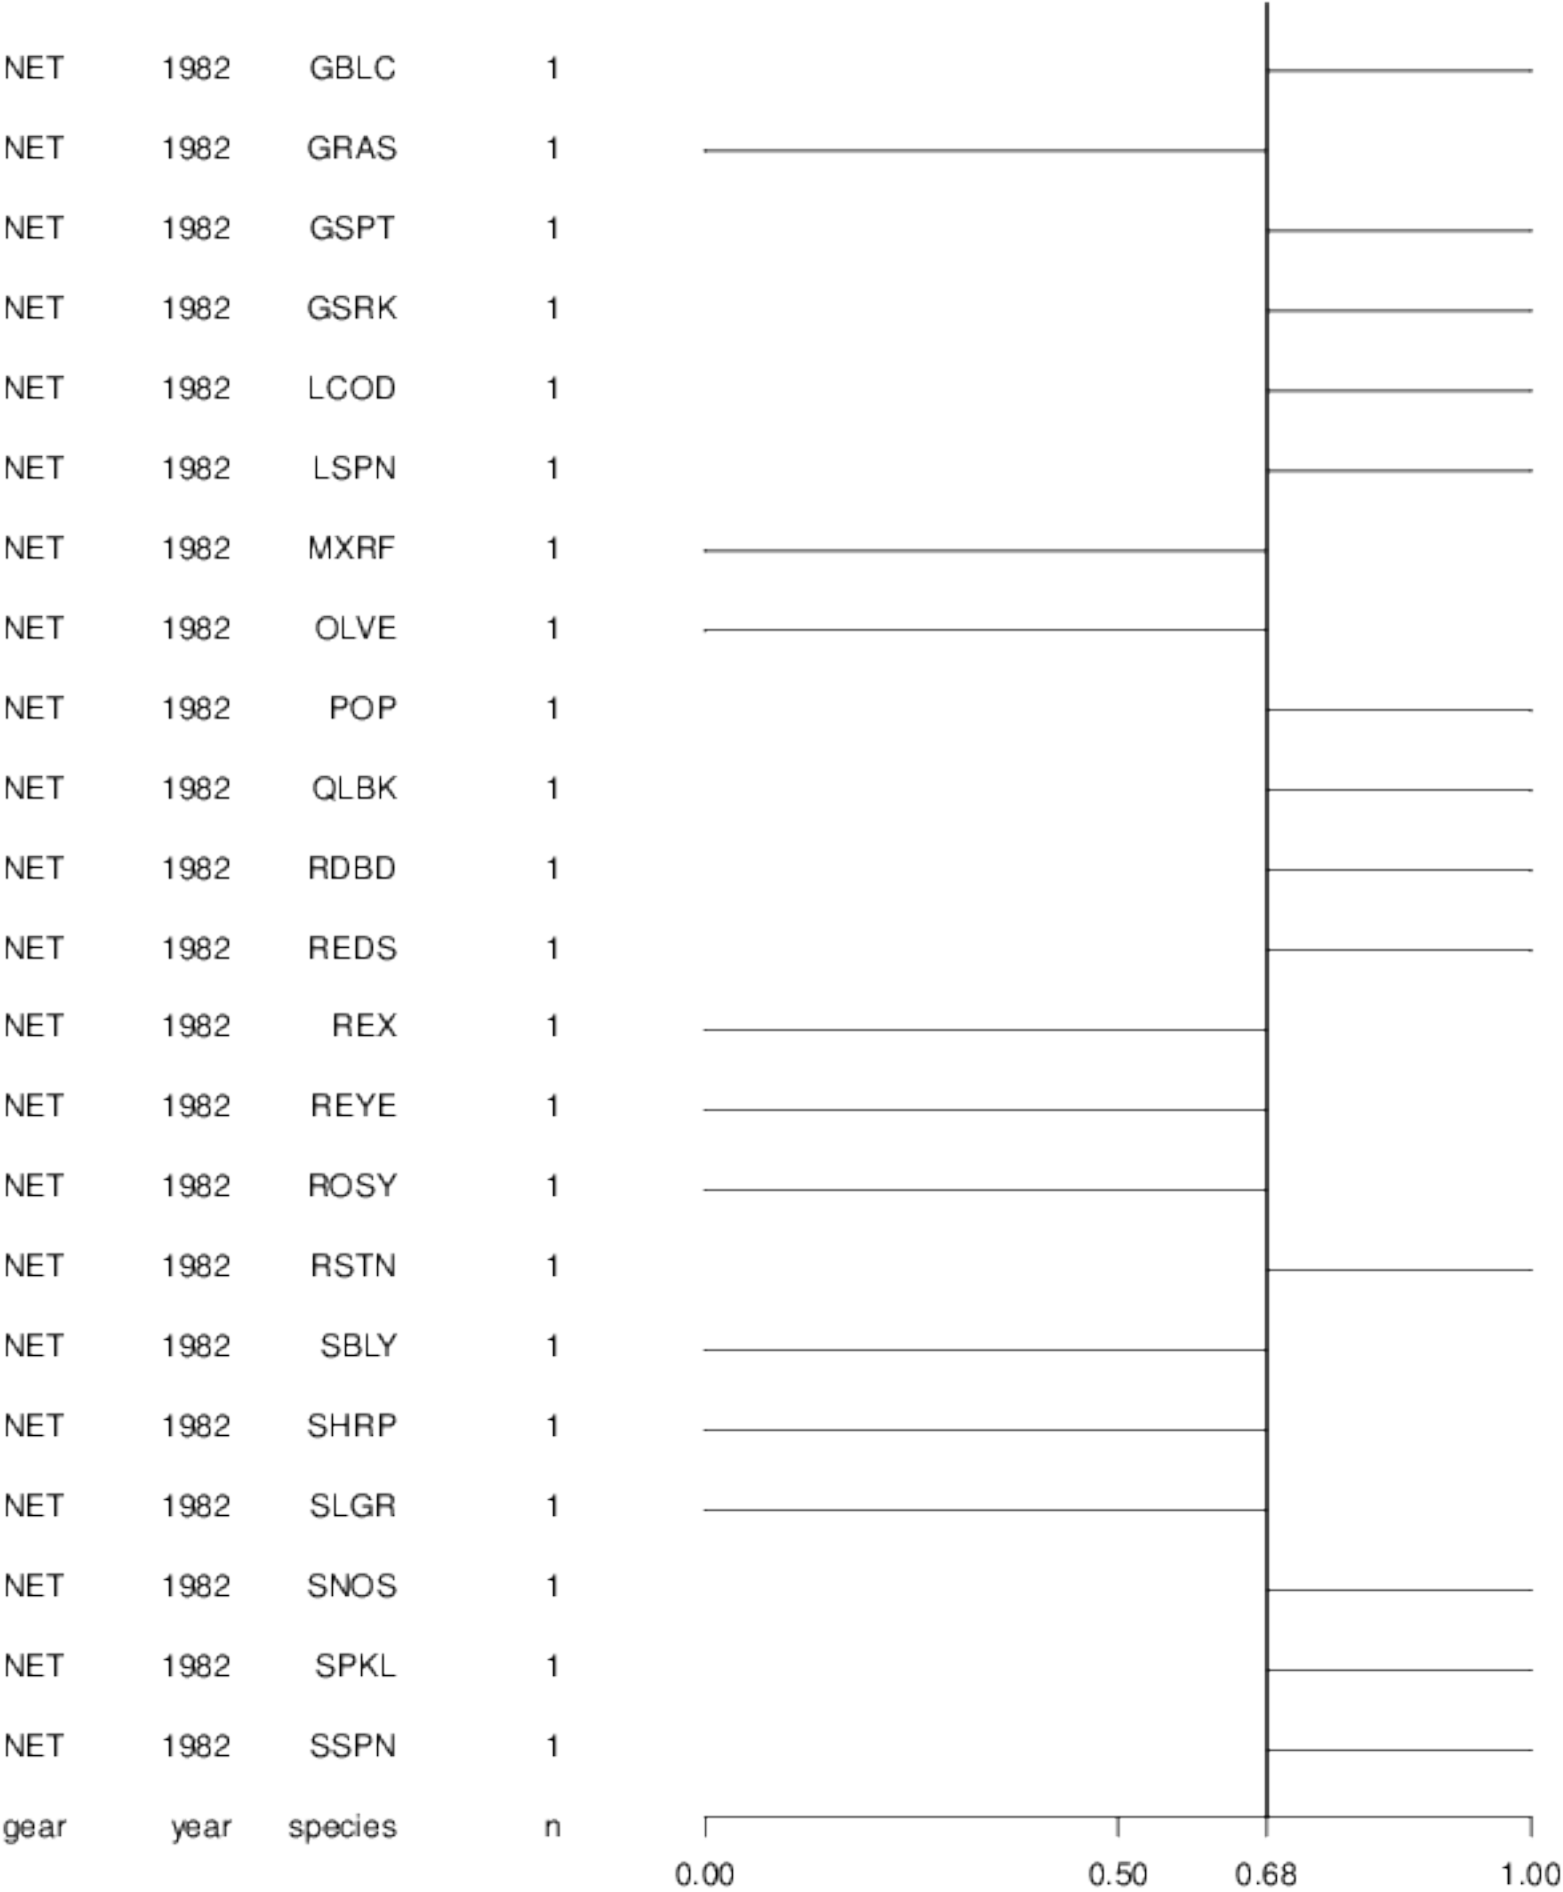 NET 1982 GBLC 1
NET 1982 GRAS 1
NET 1982 GSPT 1
NET 1982 GSRK 1
NET 1982 LCOD 1
NET 1982 LSPN 1
NET 1982 MXRF 1
NET 1982 OLVE 1
NET 1982 POP 1
NET 1982 QLBK 1
NET 1982 RDBD 1
NET 1982 REDS 1
NET 1982 REX 1
NET 1982 REYE 1
NET 1982 ROSY 1
NET 1982 RSTN 1
NET 1982 SBLY 1
NET 1982 SHRP 1
NET 1982 SLGR 1
NET 1982 SNOS 1
NET 1982 SPKL 1
NET 1982 SSPN 1
gear year species n
0.00 0.50 0.68 1.00